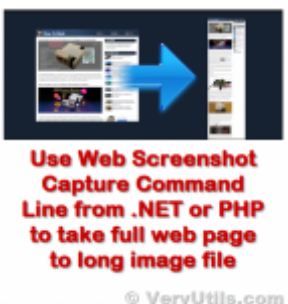 Use Web Screenshot
Capture Command
Line from .NET or PHP
to take full web page
to long image file
© VeryUtils.com